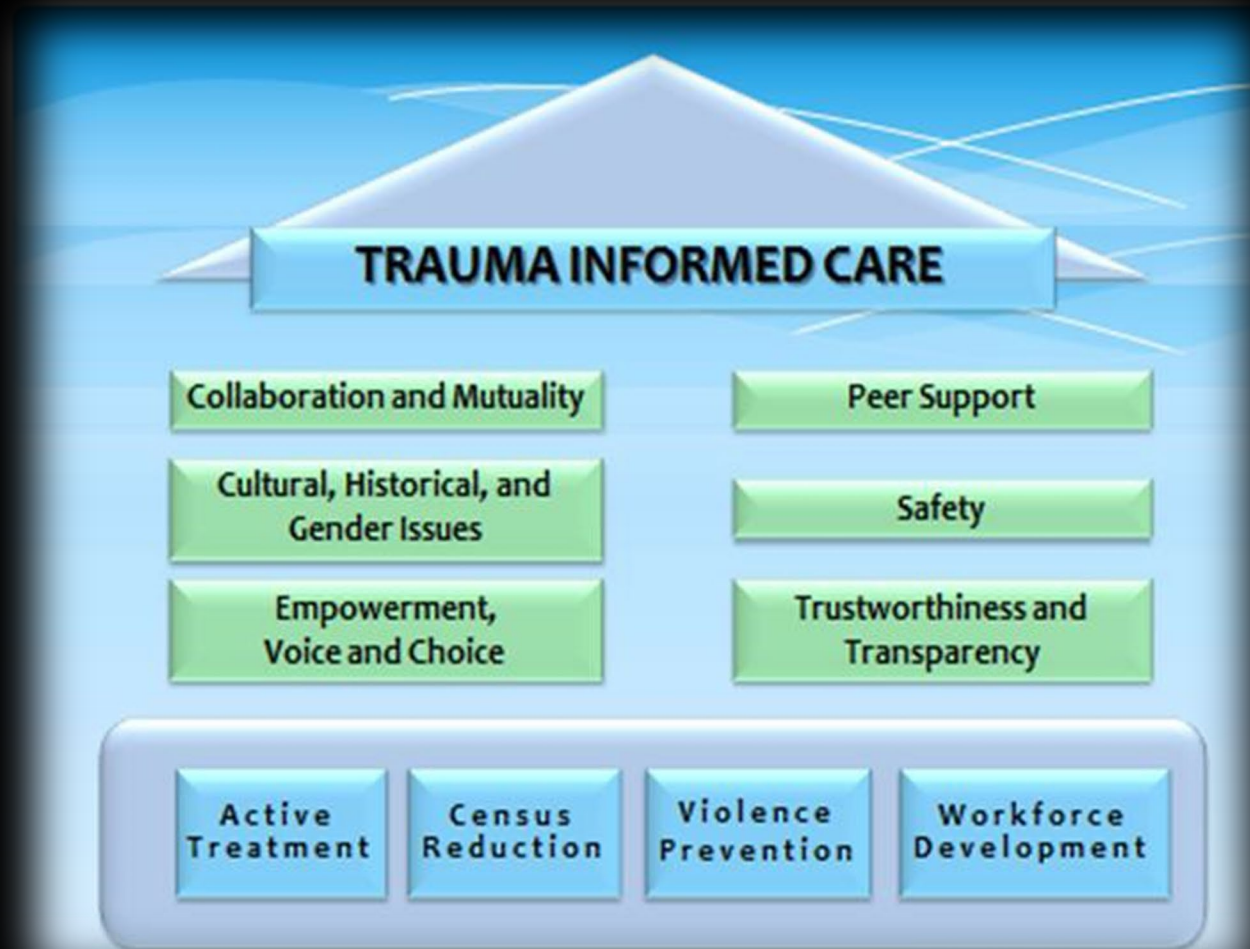 TRAUMA INFORMED CARE
Collaboration and Mutuality
Peer Support
Cultural, Historical, and
Gender Issues
Safety
Empowerment,
Voice and Choice
Trustworthiness and
Transparency
Active
Treatment
Census
Reduction
Violence
Prevention
Workforce
Development